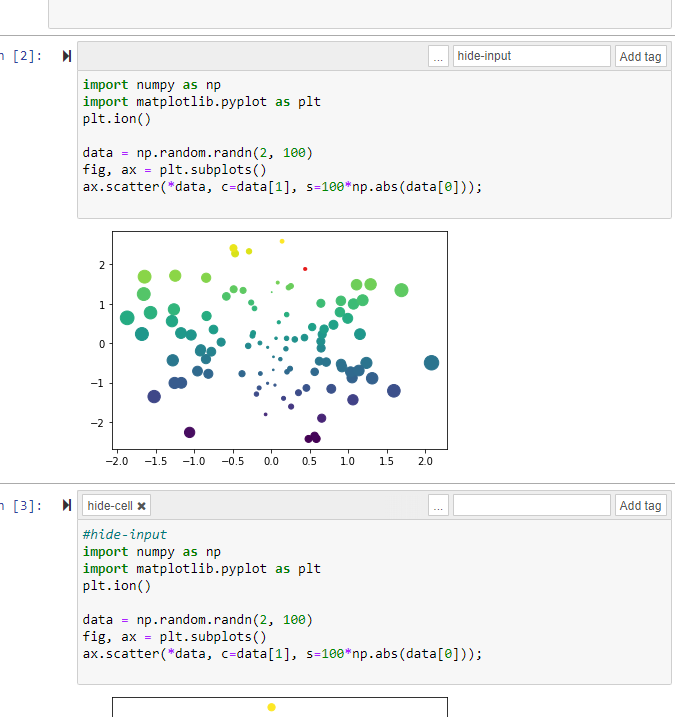 n [2]: ... hide-input Add tag
import numpy as np
import matplotlib.pyplot as plt
plt.ion()
data = np.random.randn(2, 100)
fig, ax = plt.subplots()
ax.scatter(*data, c=data[1], s=100*np.abs(data[0]));
2
1
0
−1
−2
−2.0 −1.5 −1.0 −0.5 0.0 0.5 1.0 1.5 2.0
n [3]: hide-cell ✖ ... Add tag
#hide-input
import numpy as np
import matplotlib.pyplot as plt
plt.ion()
data = np.random.randn(2, 100)
fig, ax = plt.subplots()
ax.scatter(*data, c=data[1], s=100*np.abs(data[0]));